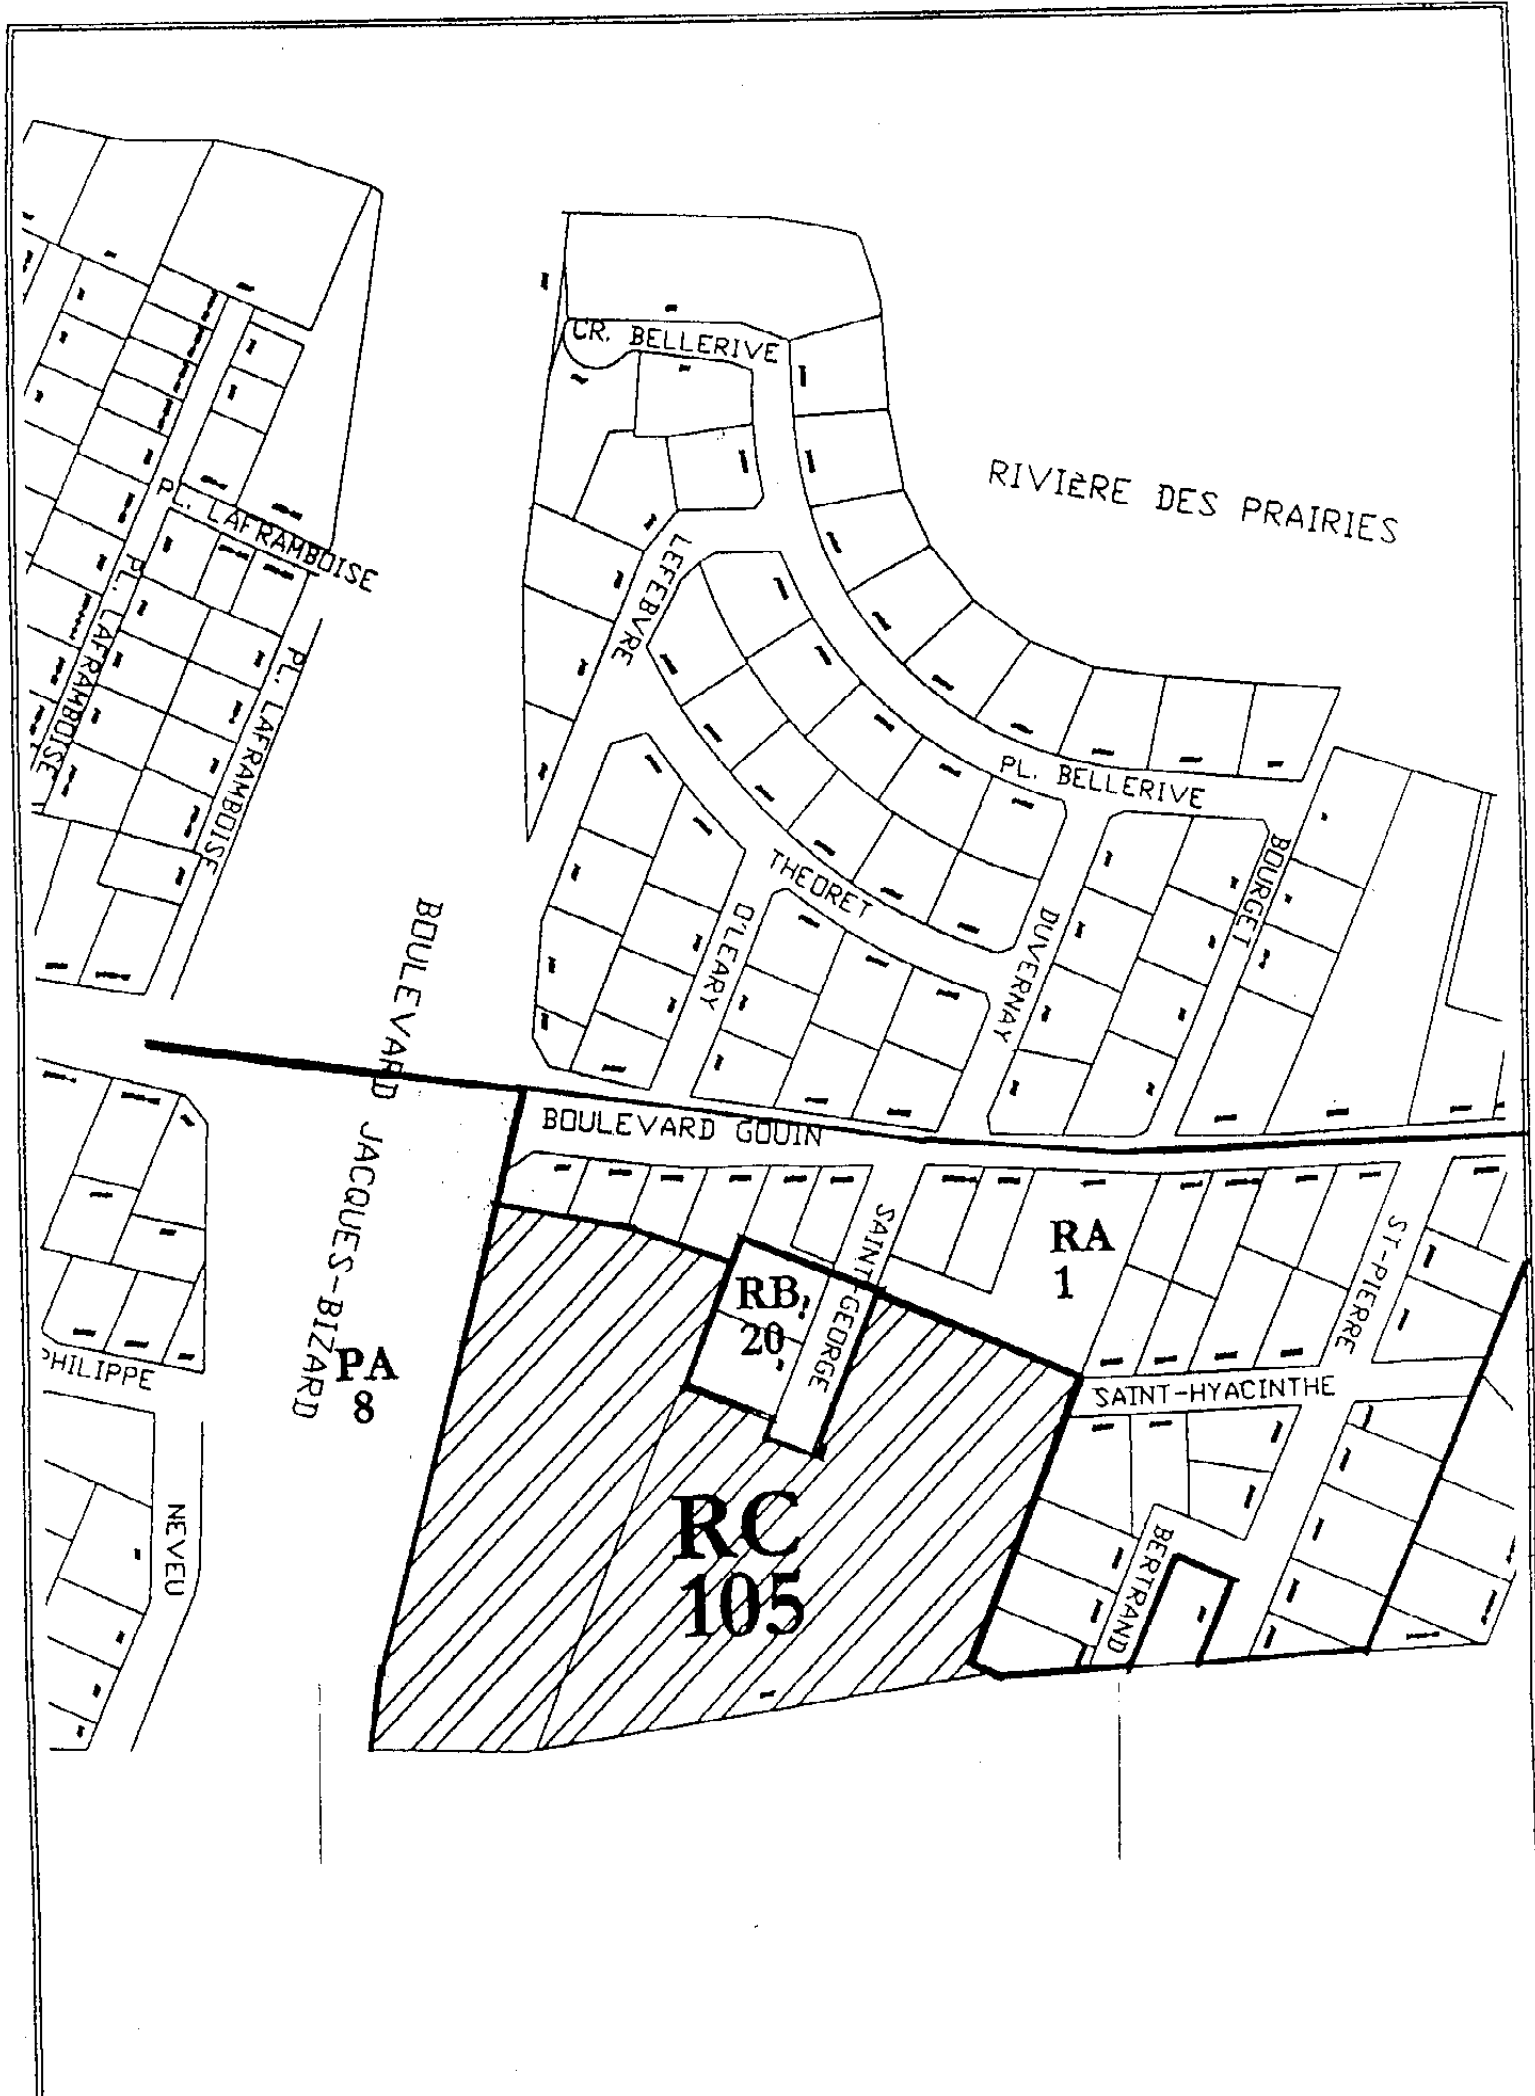 CR. BELLERIVE
RIVIÈRE DES PRAIRIES
PL. LAFRAMBOISE
PL. LAFRAMBOISE
PL. LAFRAMBOISE
LEFEBVRE
PL. BELLERIVE
THEORET
O'LEARY
DUVERNAY
BOURGET
BOULEVARD JACQUES-BIZARD
BOULEVARD GOUIN
SAINT-GEORGE
ST-PIERRE
RA
1
RB
20
PA
8
PHILIPPE
SAINT-HYACINTHE
NEVEU
BERTRAND
RC
105